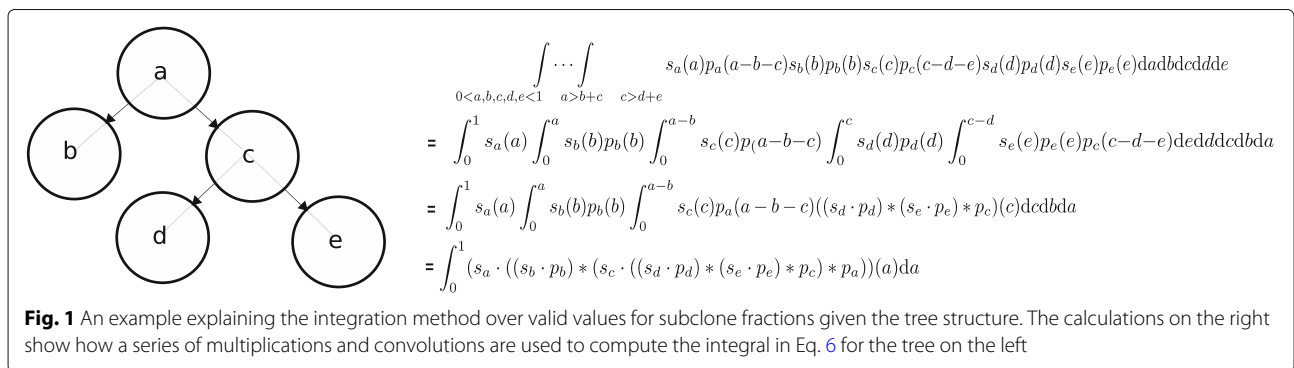 a
b
c
d
e
∫⋯∫ s_a(a)p_a(a−b−c)s_b(b)p_b(b)s_c(c)p_c(c−d−e)s_d(d)p_d(d)s_e(e)p_e(e)dadbdcddde
0<a,b,c,d,e<1 a>b+c c>d+e
= ∫_0^1 s_a(a) ∫_0^a s_b(b)p_b(b) ∫_0^{a−b} s_c(c)p_(a−b−c) ∫_0^c s_d(d)p_d(d) ∫_0^{c−d} s_e(e)p_e(e)p_c(c−d−e)dedddcdbda
= ∫_0^1 s_a(a) ∫_0^a s_b(b)p_b(b) ∫_0^{a−b} s_c(c)p_a(a − b − c)((s_d · p_d) * (s_e · p_e) * p_c)(c)dcdbda
= ∫_0^1 (s_a · ((s_b · p_b) * (s_c · ((s_d · p_d) * (s_e · p_e) * p_c) * p_a))(a)da
Fig. 1 An example explaining the integration method over valid values for subclone fractions given the tree structure. The calculations on the right
show how a series of multiplications and convolutions are used to compute the integral in Eq. 6 for the tree on the left